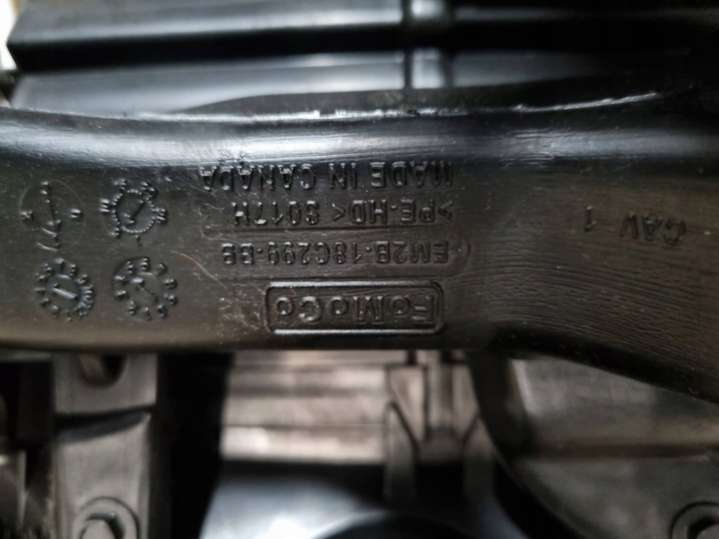 FoMoCo
EM2B-18C299-BB
>PE-HD<
MADE IN CANADA
CAV 1